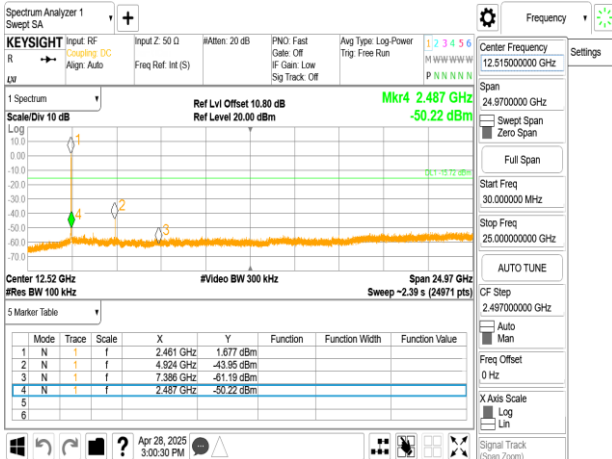 Spectrum Analyzer 1
Swept SA
Frequency
Settings
KEYSIGHT
R
Input: RF
Coupling: DC
Align: Auto
Input Z: 50 Ω
Freq Ref: Int (S)
#Atten: 20 dB
PNO: Fast
Gate: Off
IF Gain: Low
Sig Track: Off
Avg Type: Log-Power
Trig: Free Run
1 2 3 4 5 6
M W W W W W
P N N N N N
1 Spectrum
Scale/Div 10 dB
Ref Lvl Offset 10.80 dB
Ref Level 20.00 dBm
Mkr4 2.487 GHz
-50.22 dBm
Log
10.0
0.00
-10.0
-20.0
-30.0
-40.0
-50.0
-60.0
-70.0
DL1 -15.72 dBm
1
2
3
4
Center 12.52 GHz
#Res BW 100 kHz
#Video BW 300 kHz
Span 24.97 GHz
Sweep ~2.39 s (24971 pts)
5 Marker Table
Mode Trace Scale X Y Function Function Width Function Value
1 N 1 f 2.461 GHz 1.677 dBm
2 N 1 f 4.924 GHz -43.95 dBm
3 N 1 f 7.386 GHz -61.19 dBm
4 N 1 f 2.487 GHz -50.22 dBm
5
6
Apr 28, 2025
3:00:30 PM
Center Frequency
12.515000000 GHz
Span
24.9700000 GHz
Swept Span
Zero Span
Full Span
Start Freq
30.000000 MHz
Stop Freq
25.000000000 GHz
AUTO TUNE
CF Step
2.497000000 GHz
Auto
Man
Freq Offset
0 Hz
X Axis Scale
Log
Lin
Signal Track
(Span Zoom)